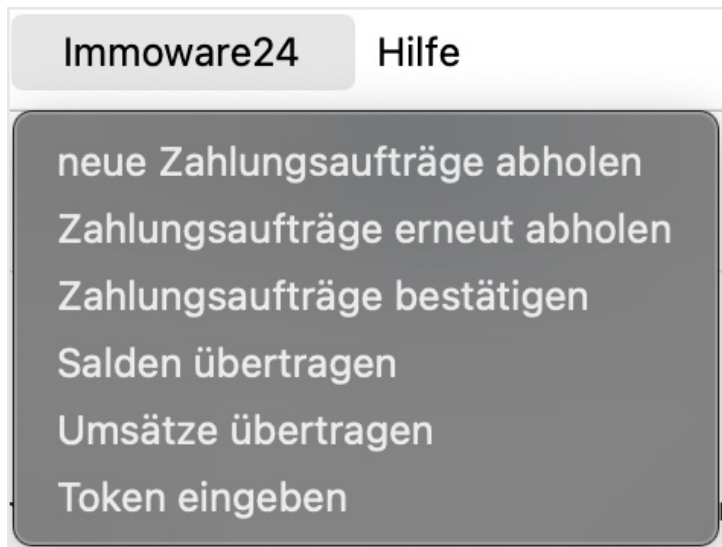 Immoware24 Hilfe
neue Zahlungsaufträge abholen
Zahlungsaufträge erneut abholen
Zahlungsaufträge bestätigen
Salden übertragen
Umsätze übertragen
Token eingeben